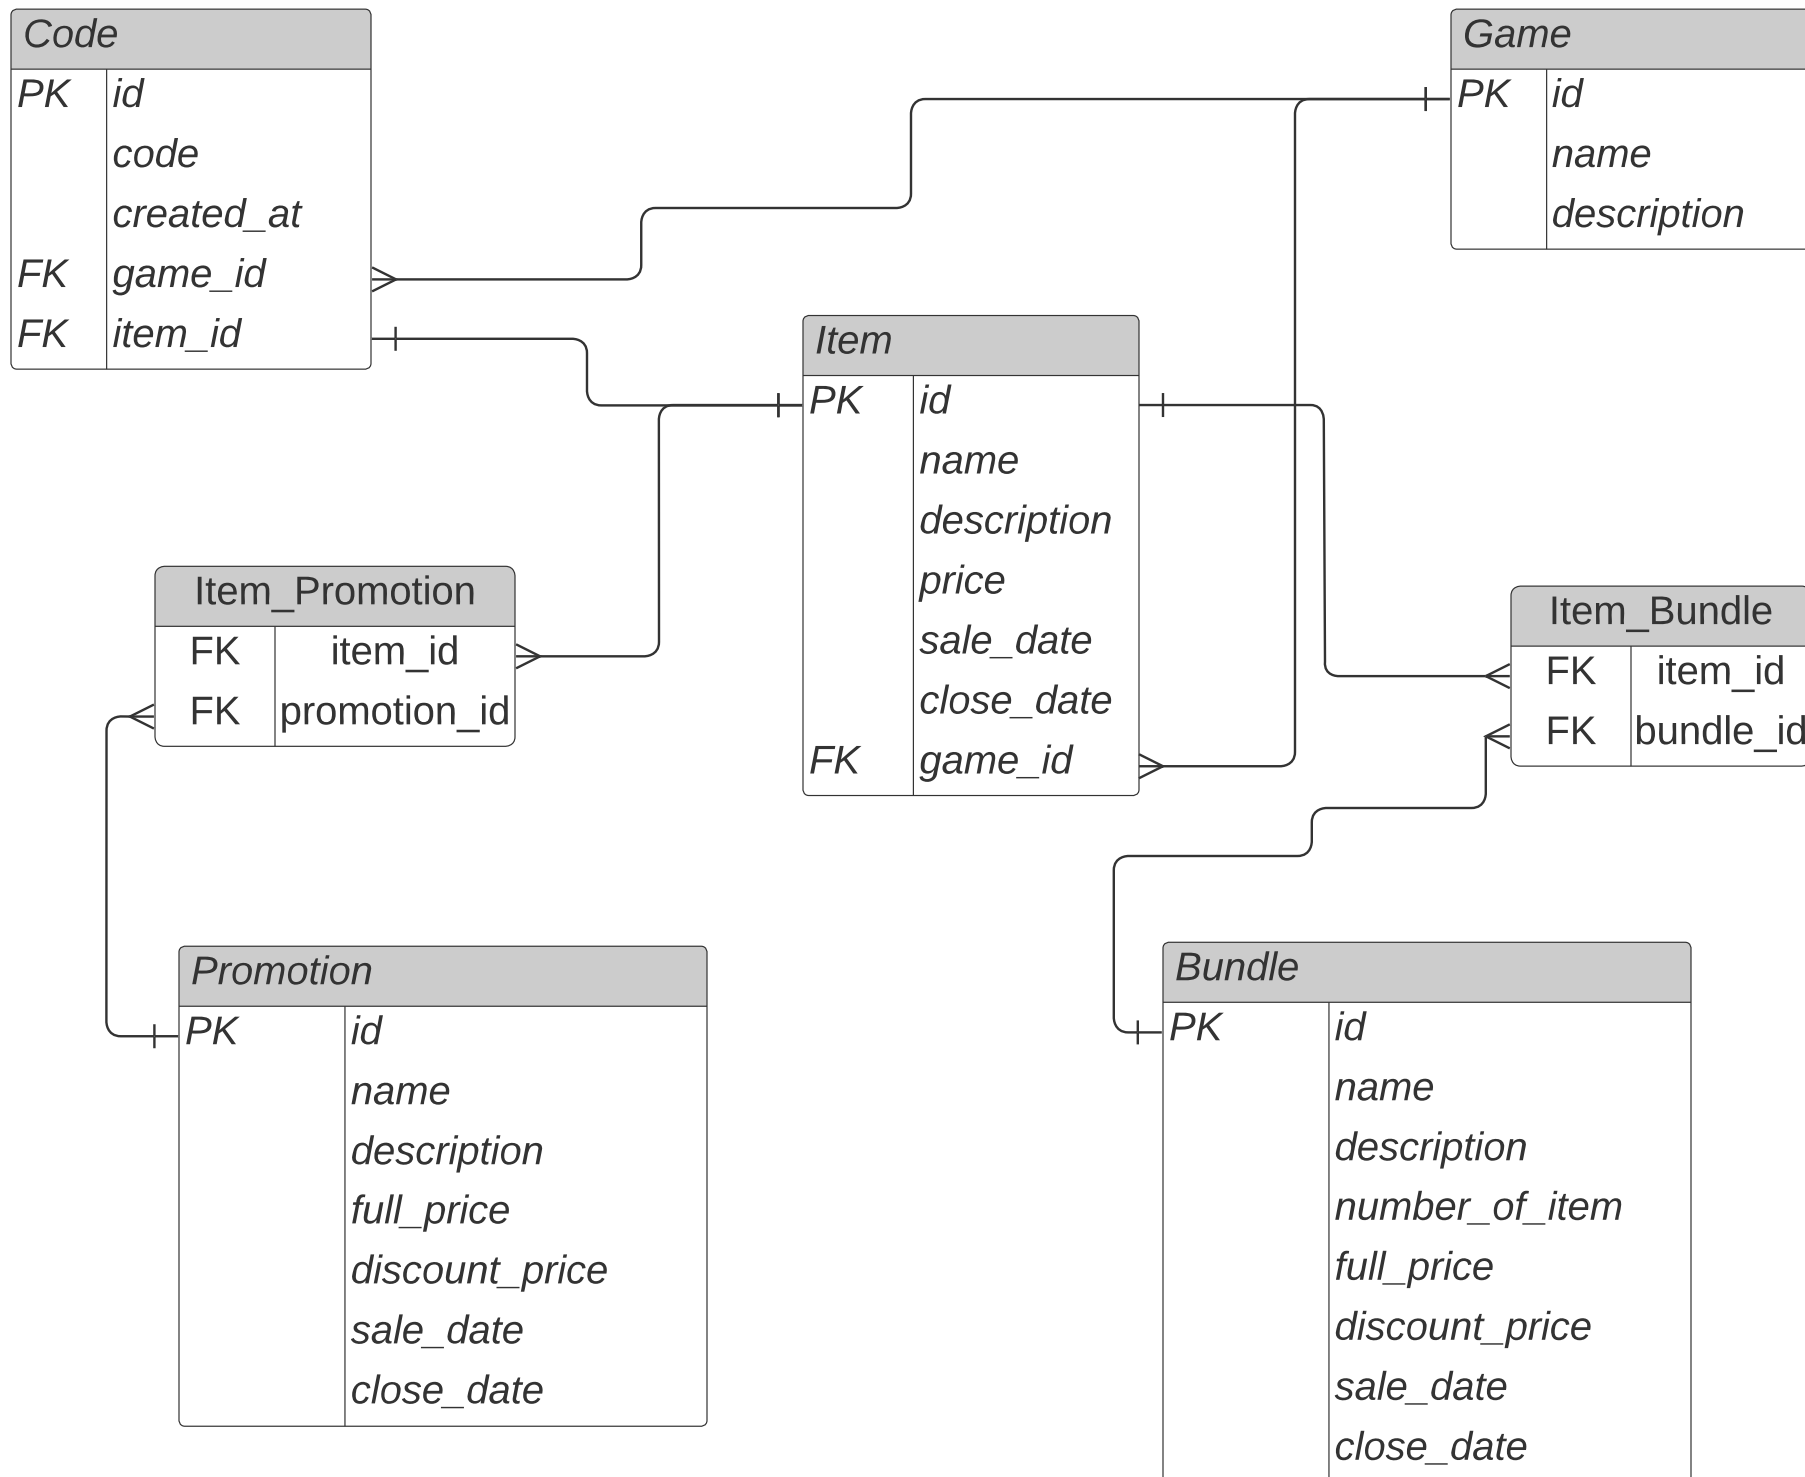 Code
PK id
code
created_at
FK game_id
FK item_id
Game
PK id
name
description
Item
PK id
name
description
price
sale_date
close_date
FK game_id
Item_Promotion
FK item_id
FK promotion_id
Item_Bundle
FK item_id
FK bundle_id
Promotion
PK id
name
description
full_price
discount_price
sale_date
close_date
Bundle
PK id
name
description
number_of_item
full_price
discount_price
sale_date
close_date